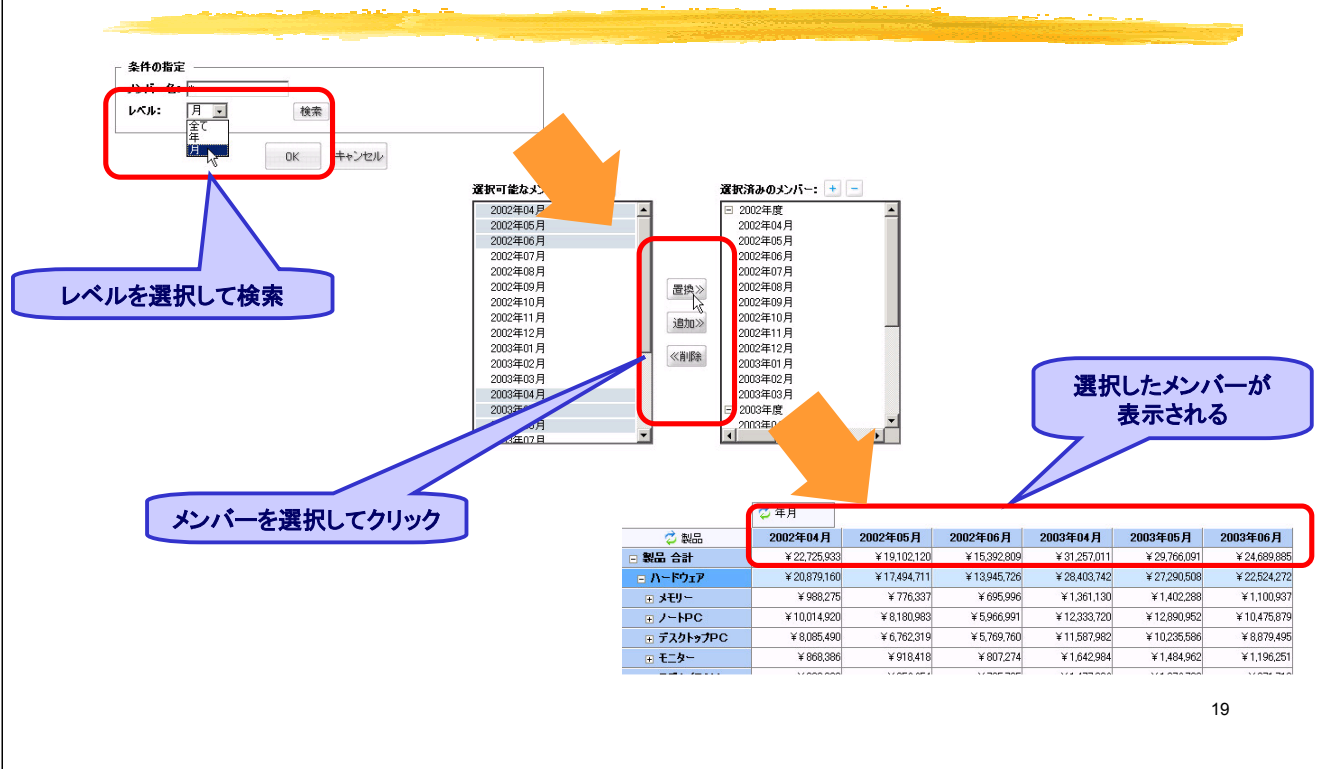 条件の指定
レベル:
月
検索
全て
年
月
OK
キャンセル
レベルを選択して検索
選択可能なメン
2002年04月
2002年05月
2002年06月
2002年07月
2002年08月
2002年09月
2002年10月
2002年11月
2002年12月
2003年01月
2003年02月
2003年03月
2003年04月
置換≫
追加≫
≪削除
選択済みのメンバー: + −
2002年度
2002年04月
2002年05月
2002年06月
2002年07月
2002年08月
2002年09月
2002年10月
2002年11月
2002年12月
2003年01月
2003年02月
2003年03月
2003年度
メンバーを選択してクリック
選択したメンバーが
表示される
年月
製品 2002年04月 2002年05月 2002年06月 2003年04月 2003年05月 2003年06月
製品 合計 ¥22,725,933 ¥19,102,120 ¥15,392,809 ¥31,257,011 ¥29,766,091 ¥24,689,885
ハードウェア ¥20,879,160 ¥17,494,711 ¥13,945,726 ¥28,403,742 ¥27,290,508 ¥22,524,272
メモリー ¥988,275 ¥776,337 ¥695,996 ¥1,361,130 ¥1,402,288 ¥1,100,937
ノートPC ¥10,014,920 ¥8,180,983 ¥5,966,991 ¥12,333,720 ¥12,890,952 ¥10,475,879
デスクトップPC ¥8,085,490 ¥6,762,319 ¥5,769,760 ¥11,587,982 ¥10,235,586 ¥8,879,495
モニター ¥868,386 ¥918,418 ¥807,274 ¥1,642,984 ¥1,484,962 ¥1,196,251
19